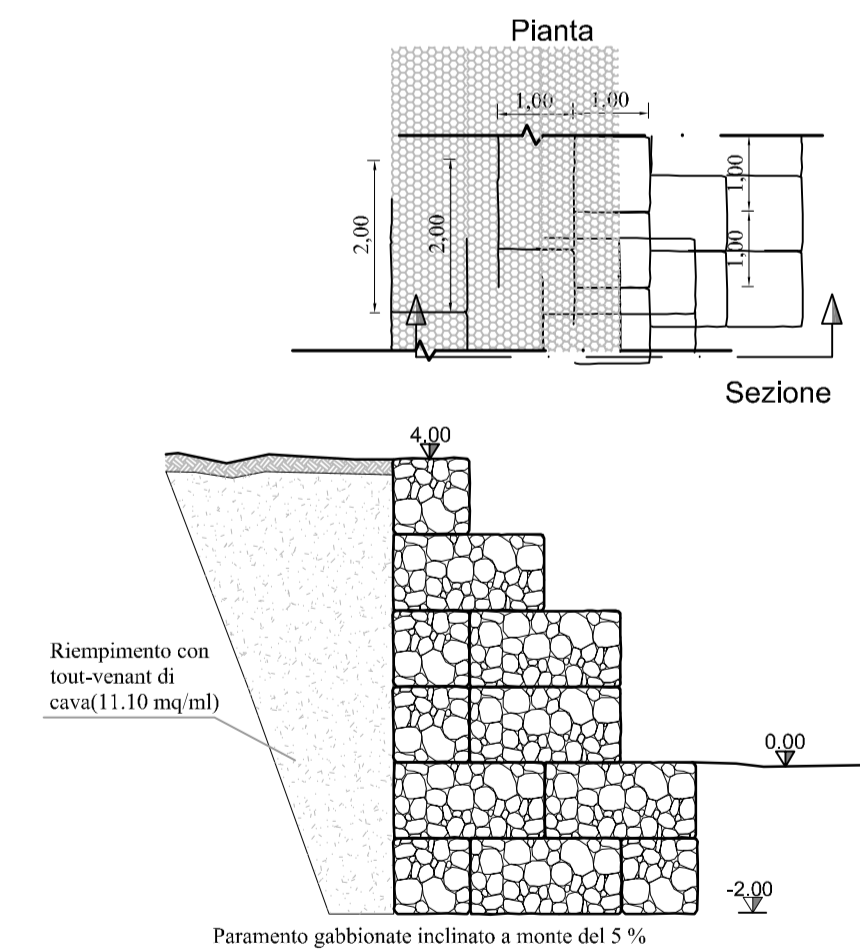 Pianta
1,00 1,00
1,00
2,00
2,00
1,00
Sezione
4.00
Riempimento con
tout-venant di
cava(11.10 mq/ml)
0.00
-2.00
Paramento gabbionate inclinato a monte del 5 %